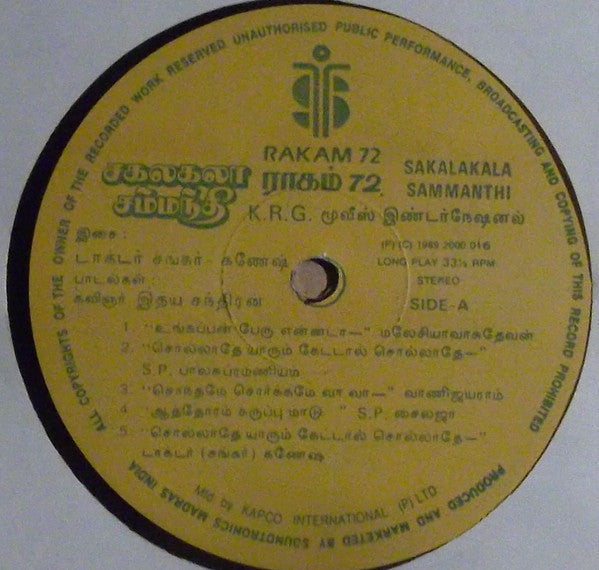 ALL COPYRIGHTS OF THE OWNER OF THE RECORDED WORK RESERVED UNAUTHORISED PUBLIC PERFORMANCE, BROADCASTING AND COPYING OF THIS RECORD PROHIBITED
RAKAM 72
ராகம் 72
சகலகலா
சம்மந்தி
SAKALAKALA
SAMMANTHI
K.R.G. மூவீஸ் இண்டர்நேஷனல்
இசை :
டாக்டர் சங்கர் - கணேஷ்
பாடல்கள் :
கவிஞர் இதய சந்திரன்
(P)(C) 1989 2000 016
LONG PLAY 33⅓ RPM
STEREO
SIDE-A
1. "உங்கப்பன் பேரு என்னடா—" மலேசியாவாசுதேவன்
2. "சொல்லாதே யாரும் கேட்டால் சொல்லாதே—"
S.P. பாலசுப்ரமணியம்
3. "சொந்தமே சொர்க்கமே வா வா—" வாணிஜயராம்
4. "ஆத்தோரம் கருப்பு மாடு " S.P. சைலஜா
5. "சொல்லாதே யாரும் கேட்டால் சொல்லாதே—"
டாக்டர் (சங்கர்) கணேஷ்
Mfd by KAPCO INTERNATIONAL (P) LTD
PRODUCED AND MARKETED BY SOUNDTRONICS MADRAS INDIA